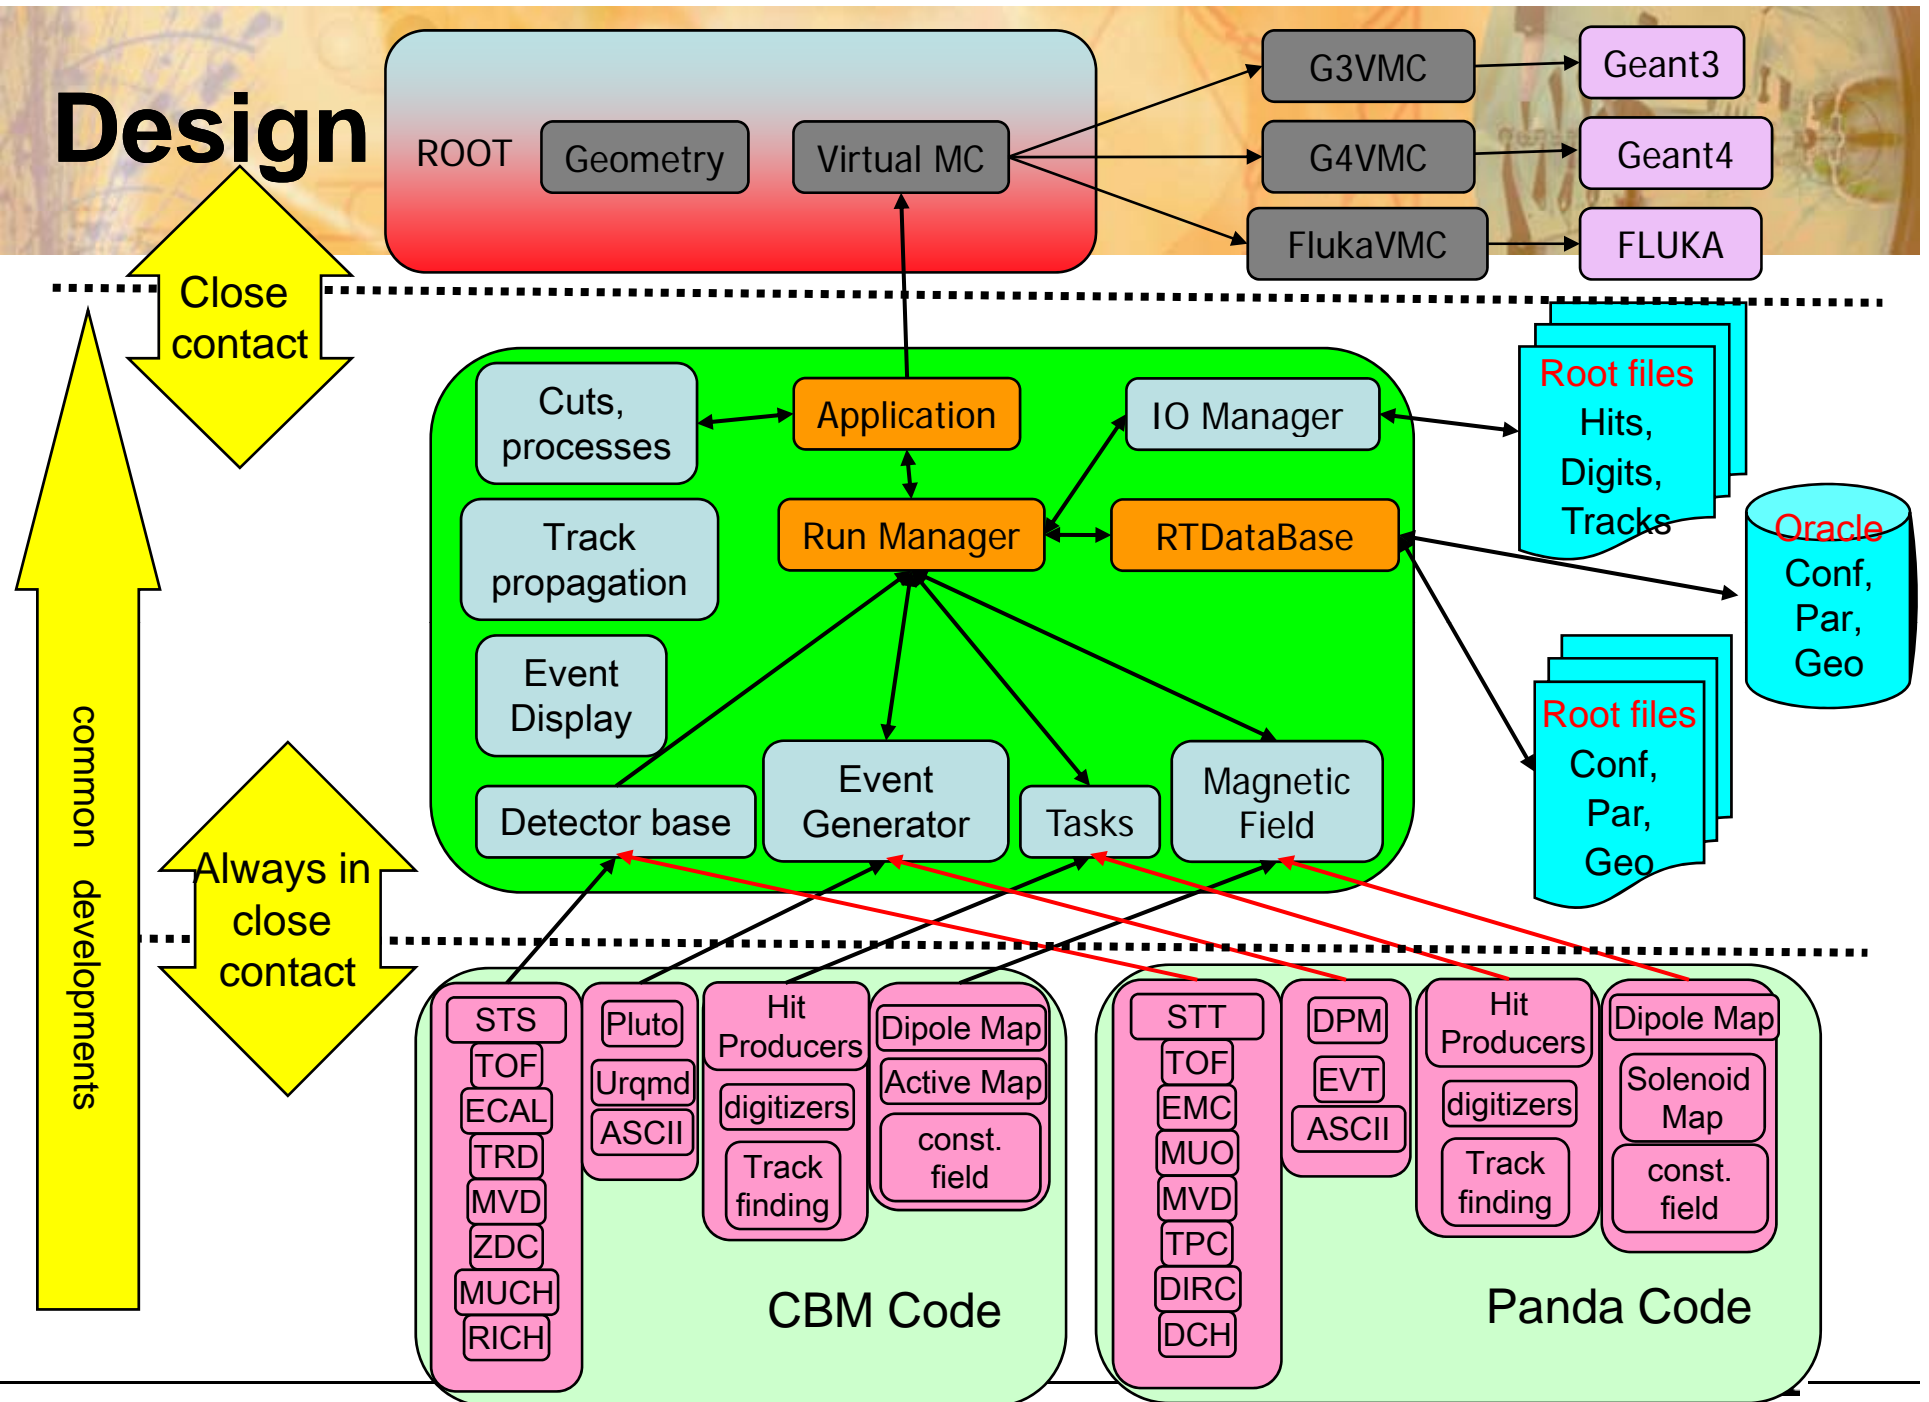 Design
ROOT
Geometry
Virtual MC
G3VMC
Geant3
G4VMC
Geant4
FlukaVMC
FLUKA
Close
contact
common developments
Always in
close
contact
Cuts,
processes
Application
IO Manager
Track
propagation
Run Manager
RTDataBase
Event
Display
Detector base
Event
Generator
Tasks
Magnetic
Field
Root files
Hits,
Digits,
Tracks
Oracle
Conf,
Par,
Geo
Root files
Conf,
Par,
Geo
STS
TOF
ECAL
TRD
MVD
ZDC
MUCH
RICH
Pluto
Urqmd
ASCII
Hit
Producers
digitizers
Track
finding
Dipole Map
Active Map
const.
field
CBM Code
STT
TOF
EMC
MUO
MVD
TPC
DIRC
DCH
DPM
EVT
ASCII
Hit
Producers
digitizers
Track
finding
Dipole Map
Solenoid
Map
const.
field
Panda Code